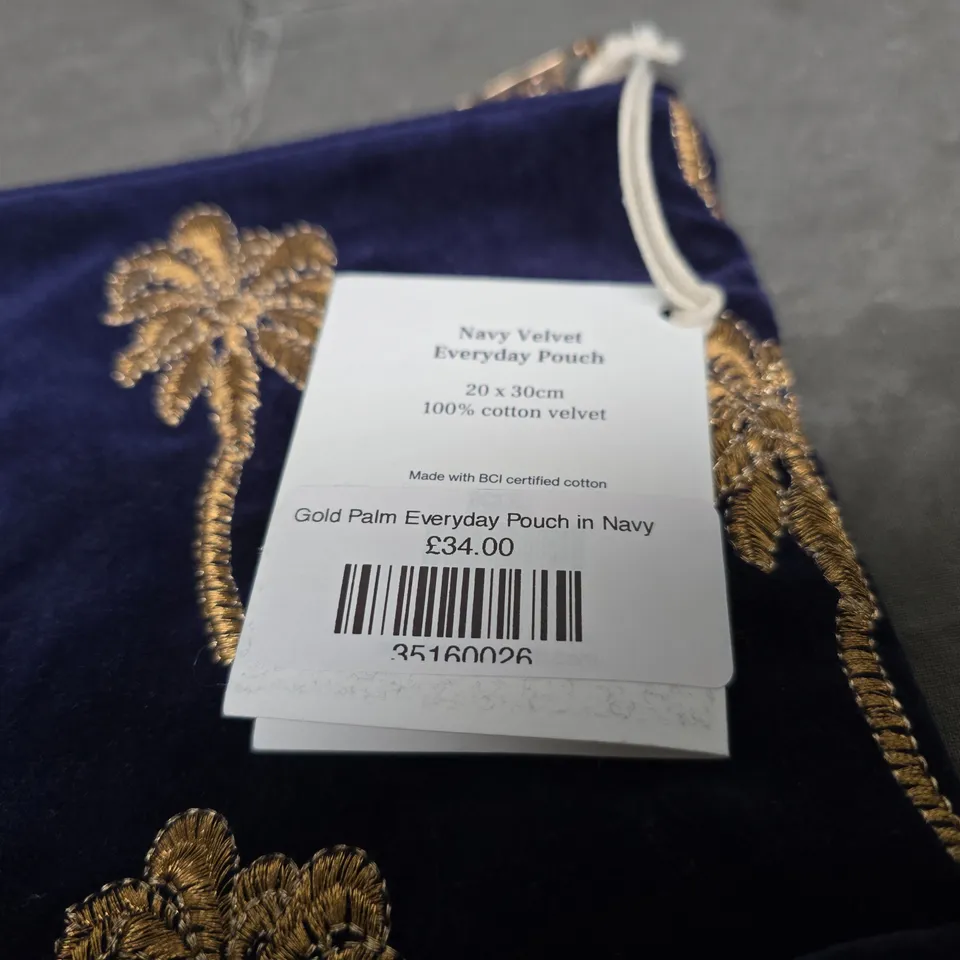 Navy Velvet
Everyday Pouch
20 x 30cm
100% cotton velvet
Made with BCI certified cotton
Gold Palm Everyday Pouch in Navy
£34.00
35160026